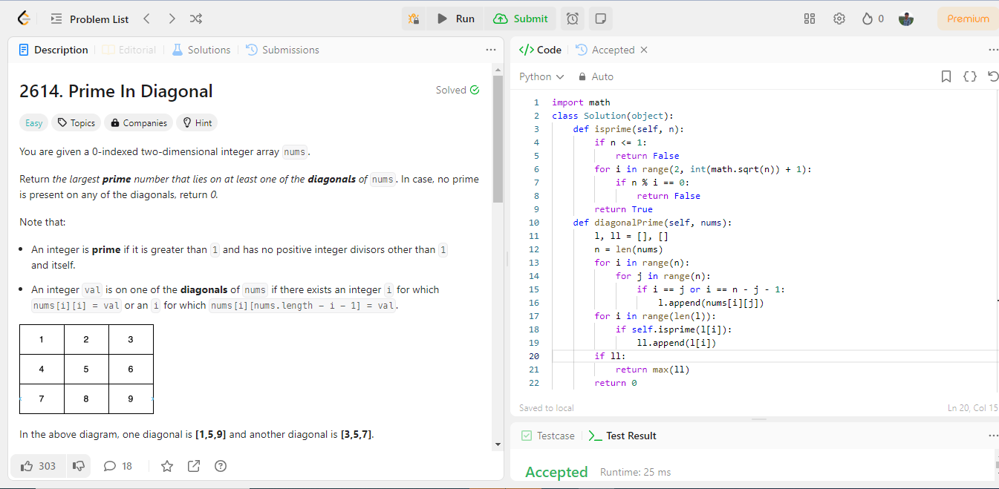 Problem List
Run
Submit
0
Premium
Description
Editorial
Solutions
Submissions
2614. Prime In Diagonal
Solved
Easy
Topics
Companies
Hint
You are given a 0-indexed two-dimensional integer array nums.
Return the largest prime number that lies on at least one of the diagonals of nums. In case, no prime
is present on any of the diagonals, return 0.
Note that:
• An integer is prime if it is greater than 1 and has no positive integer divisors other than 1
and itself.
• An integer val is on one of the diagonals of nums if there exists an integer i for which
nums[i][i] = val or an i for which nums[i][nums.length - i - 1] = val.
1 2 3
4 5 6
7 8 9
In the above diagram, one diagonal is [1,5,9] and another diagonal is [3,5,7].
303
18
</> Code
Accepted
Python
Auto
1 import math
2 class Solution(object):
3 def isprime(self, n):
4 if n <= 1:
5 return False
6 for i in range(2, int(math.sqrt(n)) + 1):
7 if n % i == 0:
8 return False
9 return True
10 def diagonalPrime(self, nums):
11 l, ll = [], []
12 n = len(nums)
13 for i in range(n):
14 for j in range(n):
15 if i == j or i == n - j - 1:
16 l.append(nums[i][j])
17 for i in range(len(l)):
18 if self.isprime(l[i]):
19 ll.append(l[i])
20 if ll:
21 return max(ll)
22 return 0
Saved to local
Ln 20, Col 15
Testcase
Test Result
Accepted
Runtime: 25 ms